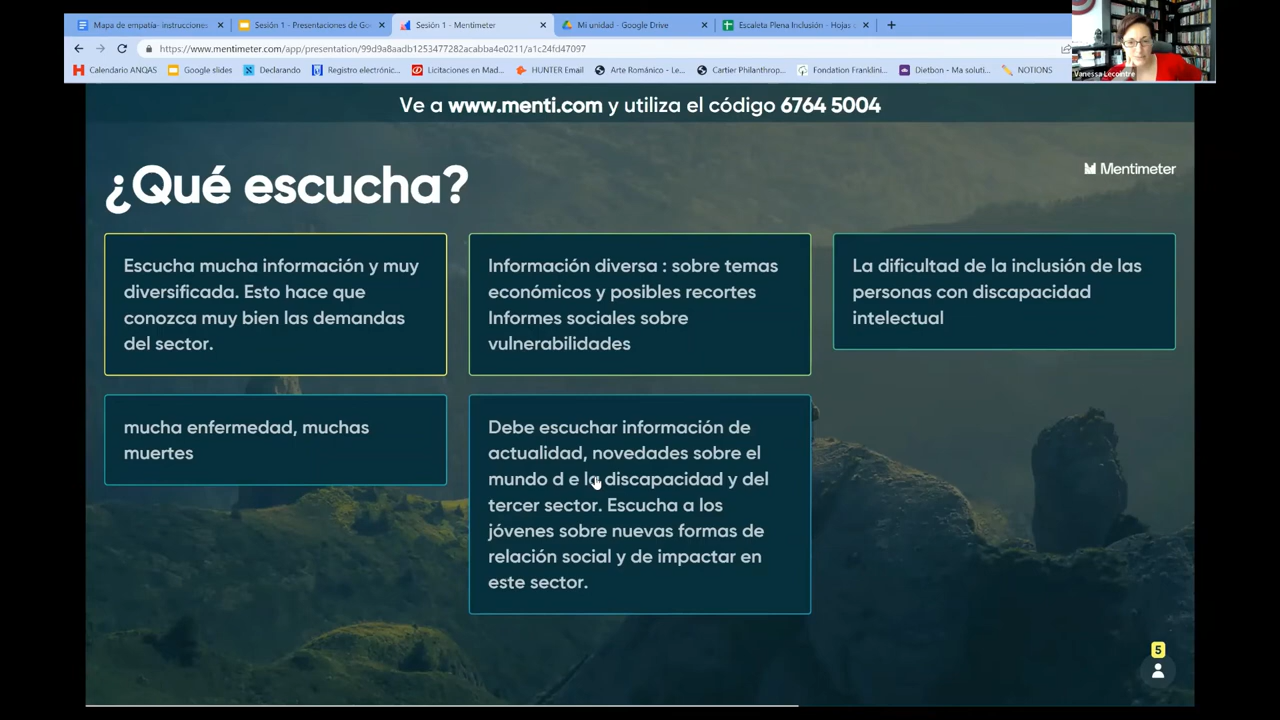 Mapa de empatía- instrucciones
Sesión 1 - Presentaciones de Go
Sesión 1 - Mentimeter
Mi unidad - Google Drive
Escaleta Plena Inclusión - Hojas
https://www.mentimeter.com/app/presentation/99d9a8aadb1253477282acabba4e0211/a1c24fd47097
Calendario ANQAS
Google slides
Declarando
Registro electrónic...
Licitaciones en Mad...
HUNTER Email
Arte Románico - Le...
Cartier Philanthrop...
Fondation Franklini...
Dietbon - Ma soluti...
NOTIONS
Vanessa Lecointre
Ve a www.menti.com y utiliza el código 6764 5004
¿Qué escucha?
Mentimeter
Escucha mucha información y muy
diversificada. Esto hace que
conozca muy bien las demandas
del sector.
Información diversa : sobre temas
económicos y posibles recortes
Informes sociales sobre
vulnerabilidades
La dificultad de la inclusión de las
personas con discapacidad
intelectual
mucha enfermedad, muchas
muertes
Debe escuchar información de
actualidad, novedades sobre el
mundo d e la discapacidad y del
tercer sector. Escucha a los
jóvenes sobre nuevas formas de
relación social y de impactar en
este sector.
5